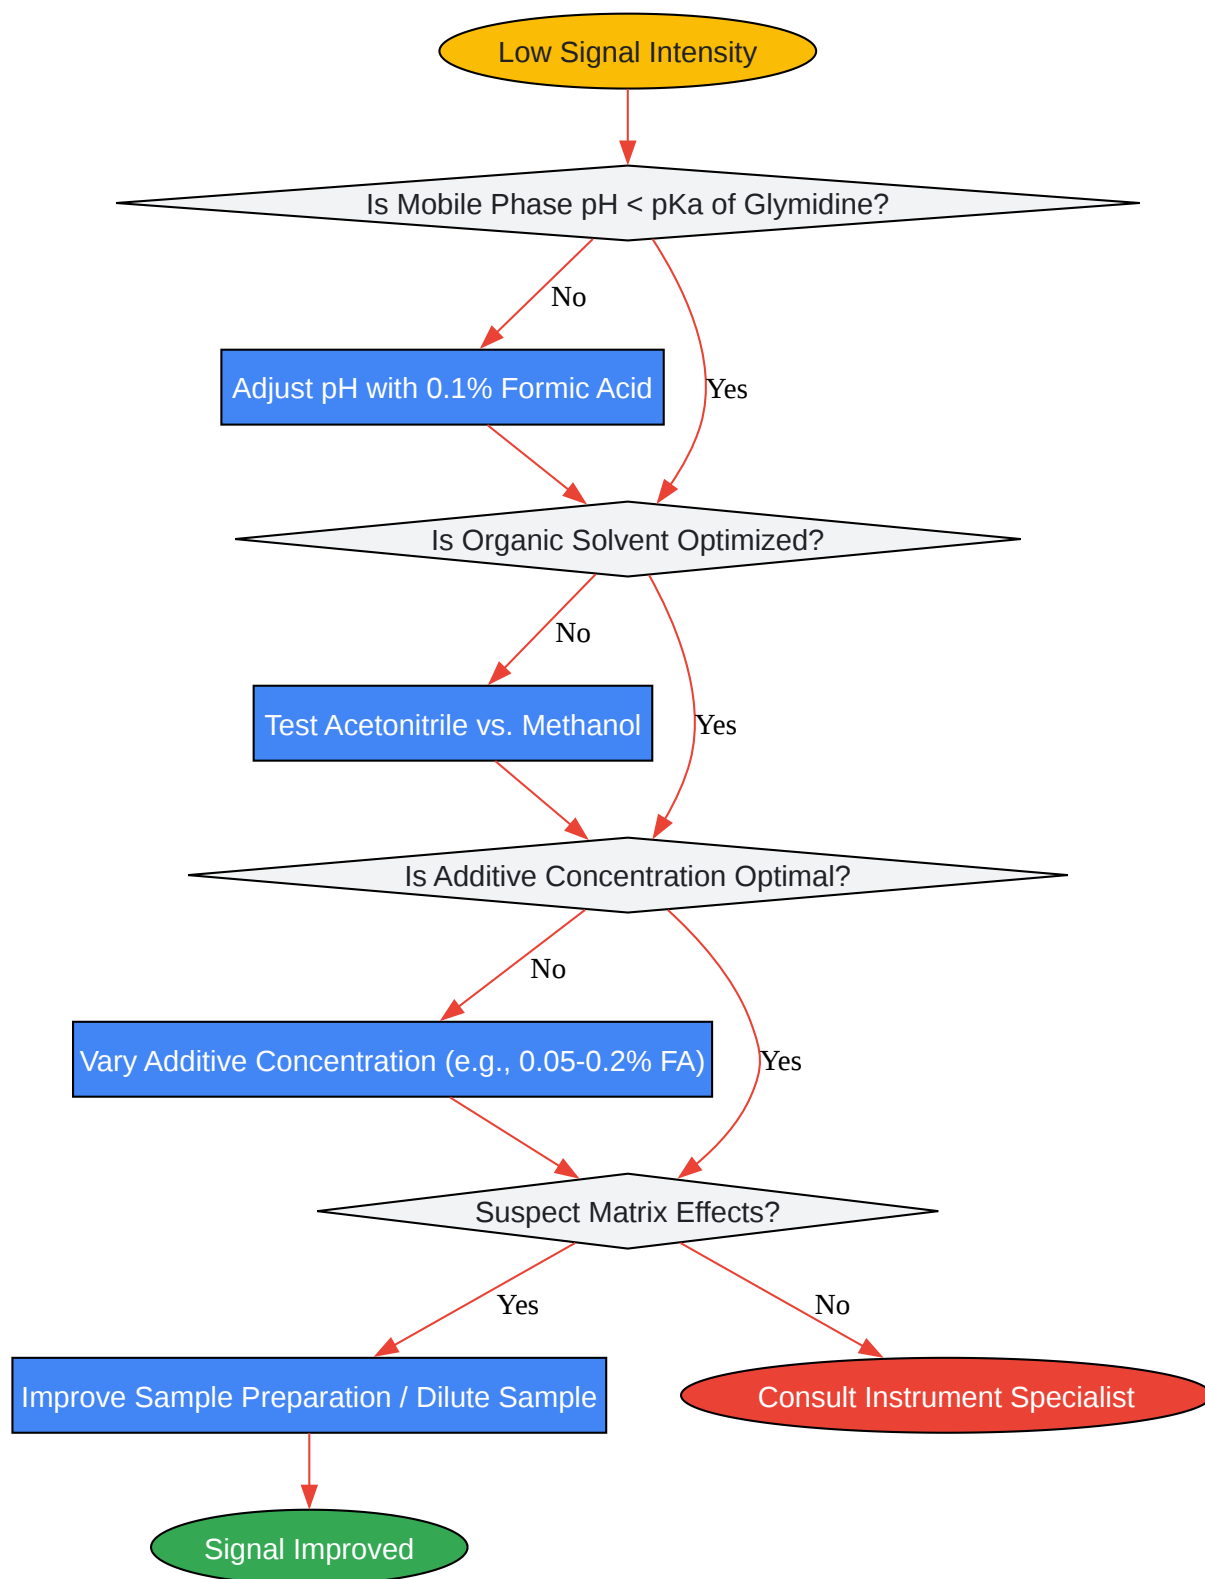 Low Signal Intensity
Is Mobile Phase pH < pKa of Glymidine?
No
Adjust pH with 0.1% Formic Acid
Yes
Is Organic Solvent Optimized?
No
Test Acetonitrile vs. Methanol
Yes
Is Additive Concentration Optimal?
No
Vary Additive Concentration (e.g., 0.05-0.2% FA)
Yes
Suspect Matrix Effects?
Yes
No
Improve Sample Preparation / Dilute Sample
Consult Instrument Specialist
Signal Improved